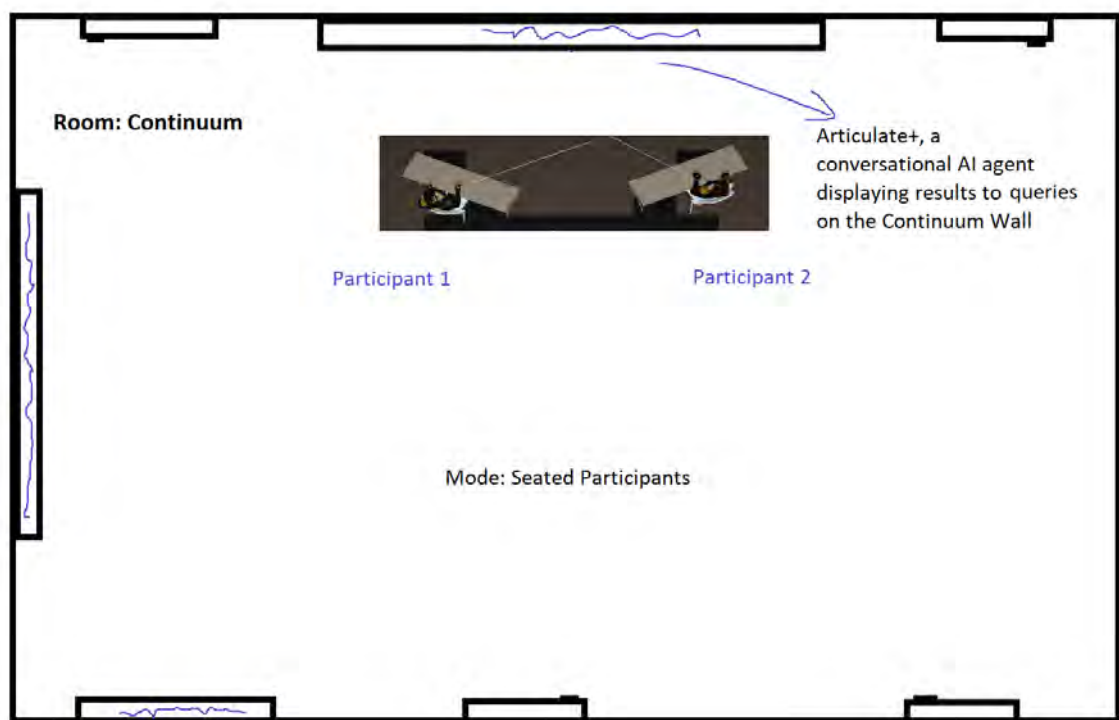 Room: Continuum
Articulate+, a
conversational AI agent
displaying results to queries
on the Continuum Wall
Participant 1
Participant 2
Mode: Seated Participants